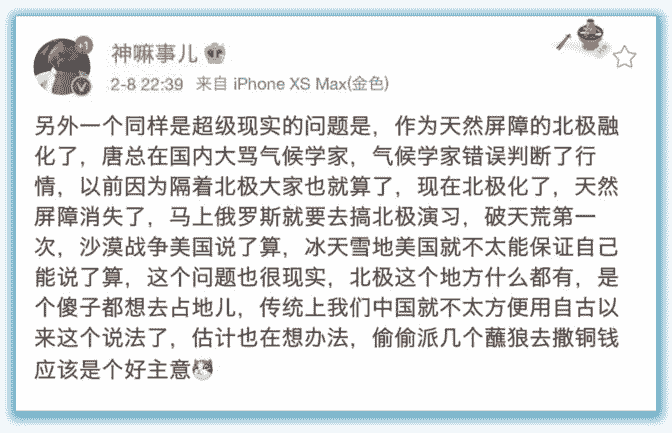 神嘛事儿
2-8 22:39 来自 iPhone XS Max(金色)
另外一个同样是超级现实的问题是，作为天然屏障的北极融
化了，唐总在国内大骂气候学家，气候学家错误判断了行
情，以前因为隔着北极大家也就算了，现在北极化了，天然
屏障消失了，马上俄罗斯就要去搞北极演习，破天荒第一
次，沙漠战争美国说了算，冰天雪地美国就不太能保证自己
能说了算，这个问题也很现实，北极这个地方什么都有，是
个傻子都想去占地儿，传统上我们中国就不太方便用自古以
来这个说法了，估计也在想办法，偷偷派几个蘸狼去撒铜钱
应该是个好主意